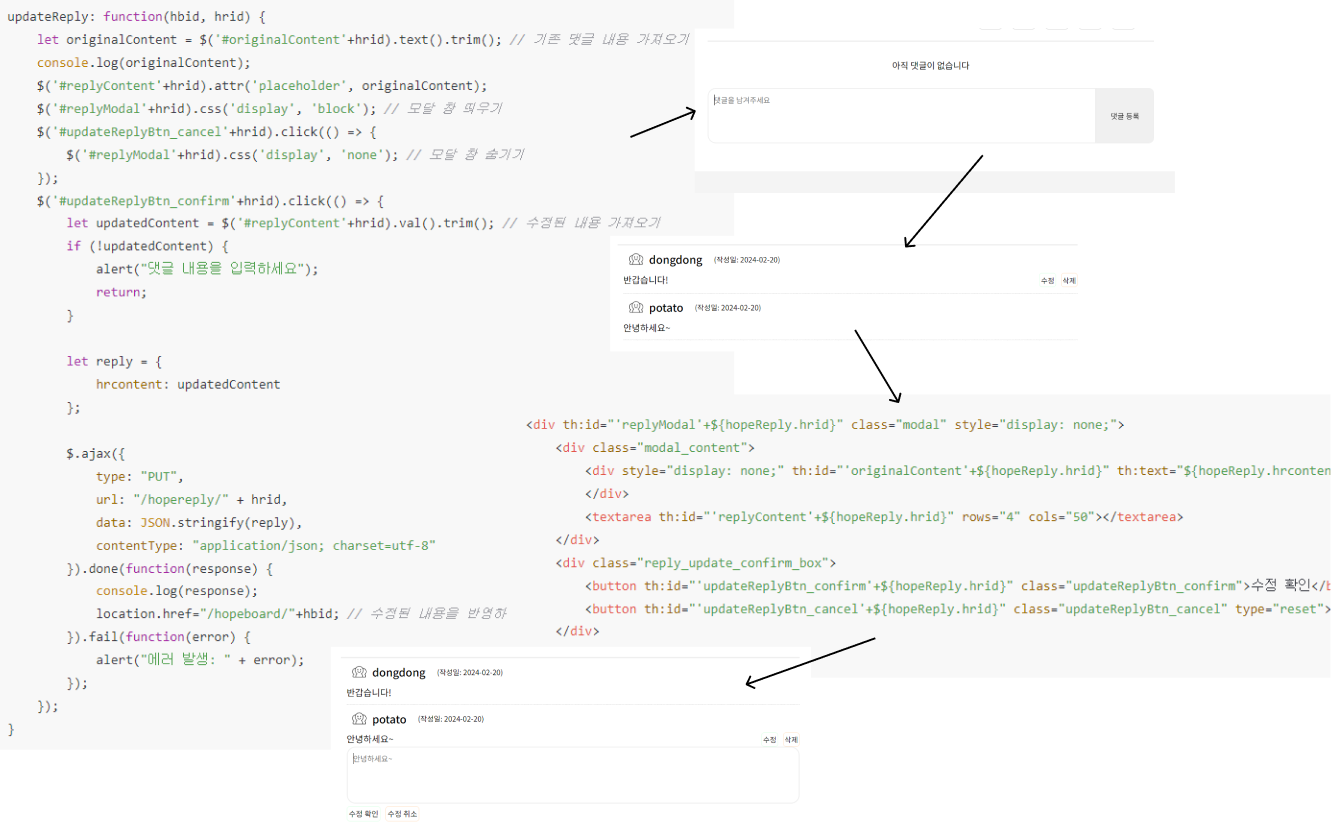 updateReply: function(hbid, hrid) {
let originalContent = $('#originalContent'+hrid).text().trim(); // 기존 댓글 내용 가져오기
console.log(originalContent);
$('#replyContent'+hrid).attr('placeholder', originalContent);
$('#replyModal'+hrid).css('display', 'block'); // 모달 창 띄우기
$('#updateReplyBtn_cancel'+hrid).click(() => {
$('#replyModal'+hrid).css('display', 'none'); // 모달 창 숨기기
});
$('#updateReplyBtn_confirm'+hrid).click(() => {
let updatedContent = $('#replyContent'+hrid).val().trim(); // 수정된 내용 가져오기
if (!updatedContent) {
alert("댓글 내용을 입력하세요");
return;
}
let reply = {
hrcontent: updatedContent
};
$.ajax({
type: "PUT",
url: "/hopereply/" + hrid,
data: JSON.stringify(reply),
contentType: "application/json; charset=utf-8"
}).done(function(response) {
console.log(response);
location.href="/hopeboard/"+hbid; // 수정된 내용을 반영하
}).fail(function(error) {
alert("에러 발생: " + error);
});
});
}
아직 댓글이 없습니다
댓글을 남겨주세요
댓글 등록
dongdong (작성일: 2024-02-20)
반갑습니다!
수정 삭제
potato (작성일: 2024-02-20)
안녕하세요~
<div th:id="'replyModal'+${hopeReply.hrid}" class="modal" style="display: none;">
<div class="modal_content">
<div style="display: none;" th:id="'originalContent'+${hopeReply.hrid}" th:text="${hopeReply.hrconten
</div>
<textarea th:id="'replyContent'+${hopeReply.hrid}" rows="4" cols="50"></textarea>
</div>
<div class="reply_update_confirm_box">
<button th:id="'updateReplyBtn_confirm'+${hopeReply.hrid}" class="updateReplyBtn_confirm">수정 확인</b
<button th:id="'updateReplyBtn_cancel'+${hopeReply.hrid}" class="updateReplyBtn_cancel" type="reset">
</div>
dongdong (작성일: 2024-02-20)
반갑습니다!
potato (작성일: 2024-02-20)
안녕하세요~
수정 삭제
안녕하세요~
수정 확인 수정 취소